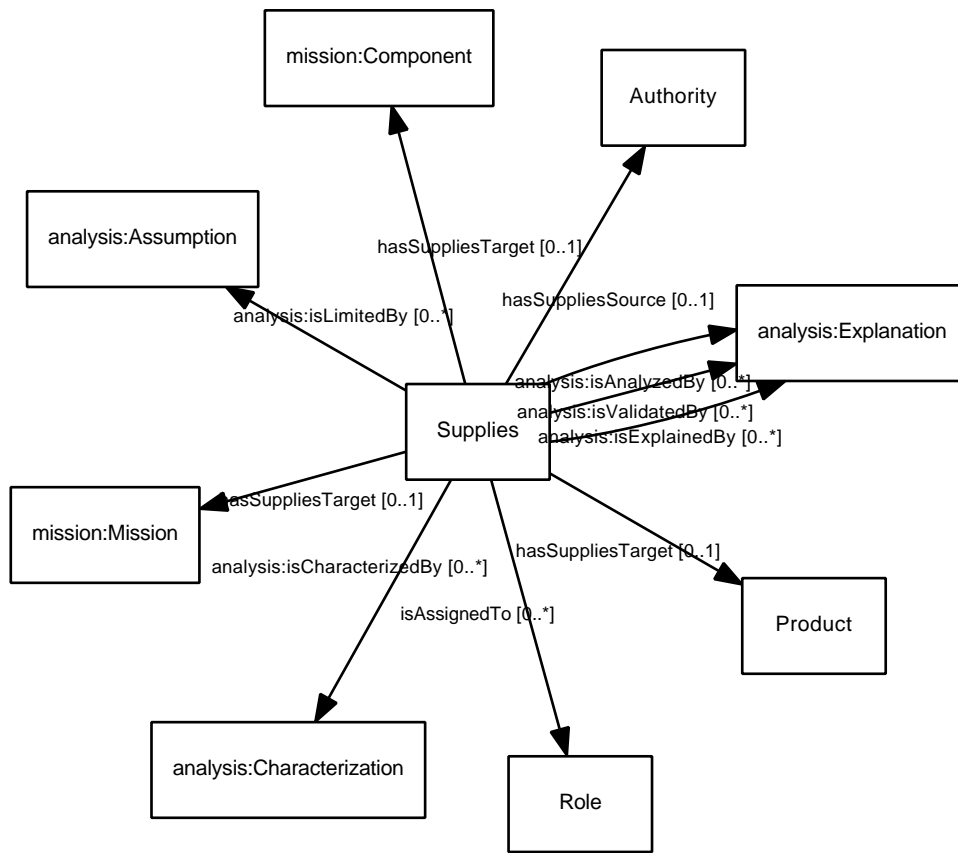 mission:Component
Authority
analysis:Assumption
hasSuppliesTarget [0..1]
hasSuppliesSource [0..1]
analysis:isLimitedBy [0..*]
analysis:Explanation
analysis:isAnalyzedBy [0..*]
analysis:isValidatedBy [0..*]
Supplies
analysis:isExplainedBy [0..*]
hasSuppliesTarget [0..1]
mission:Mission
hasSuppliesTarget [0..1]
analysis:isCharacterizedBy [0..*]
isAssignedTo [0..*]
Product
analysis:Characterization
Role